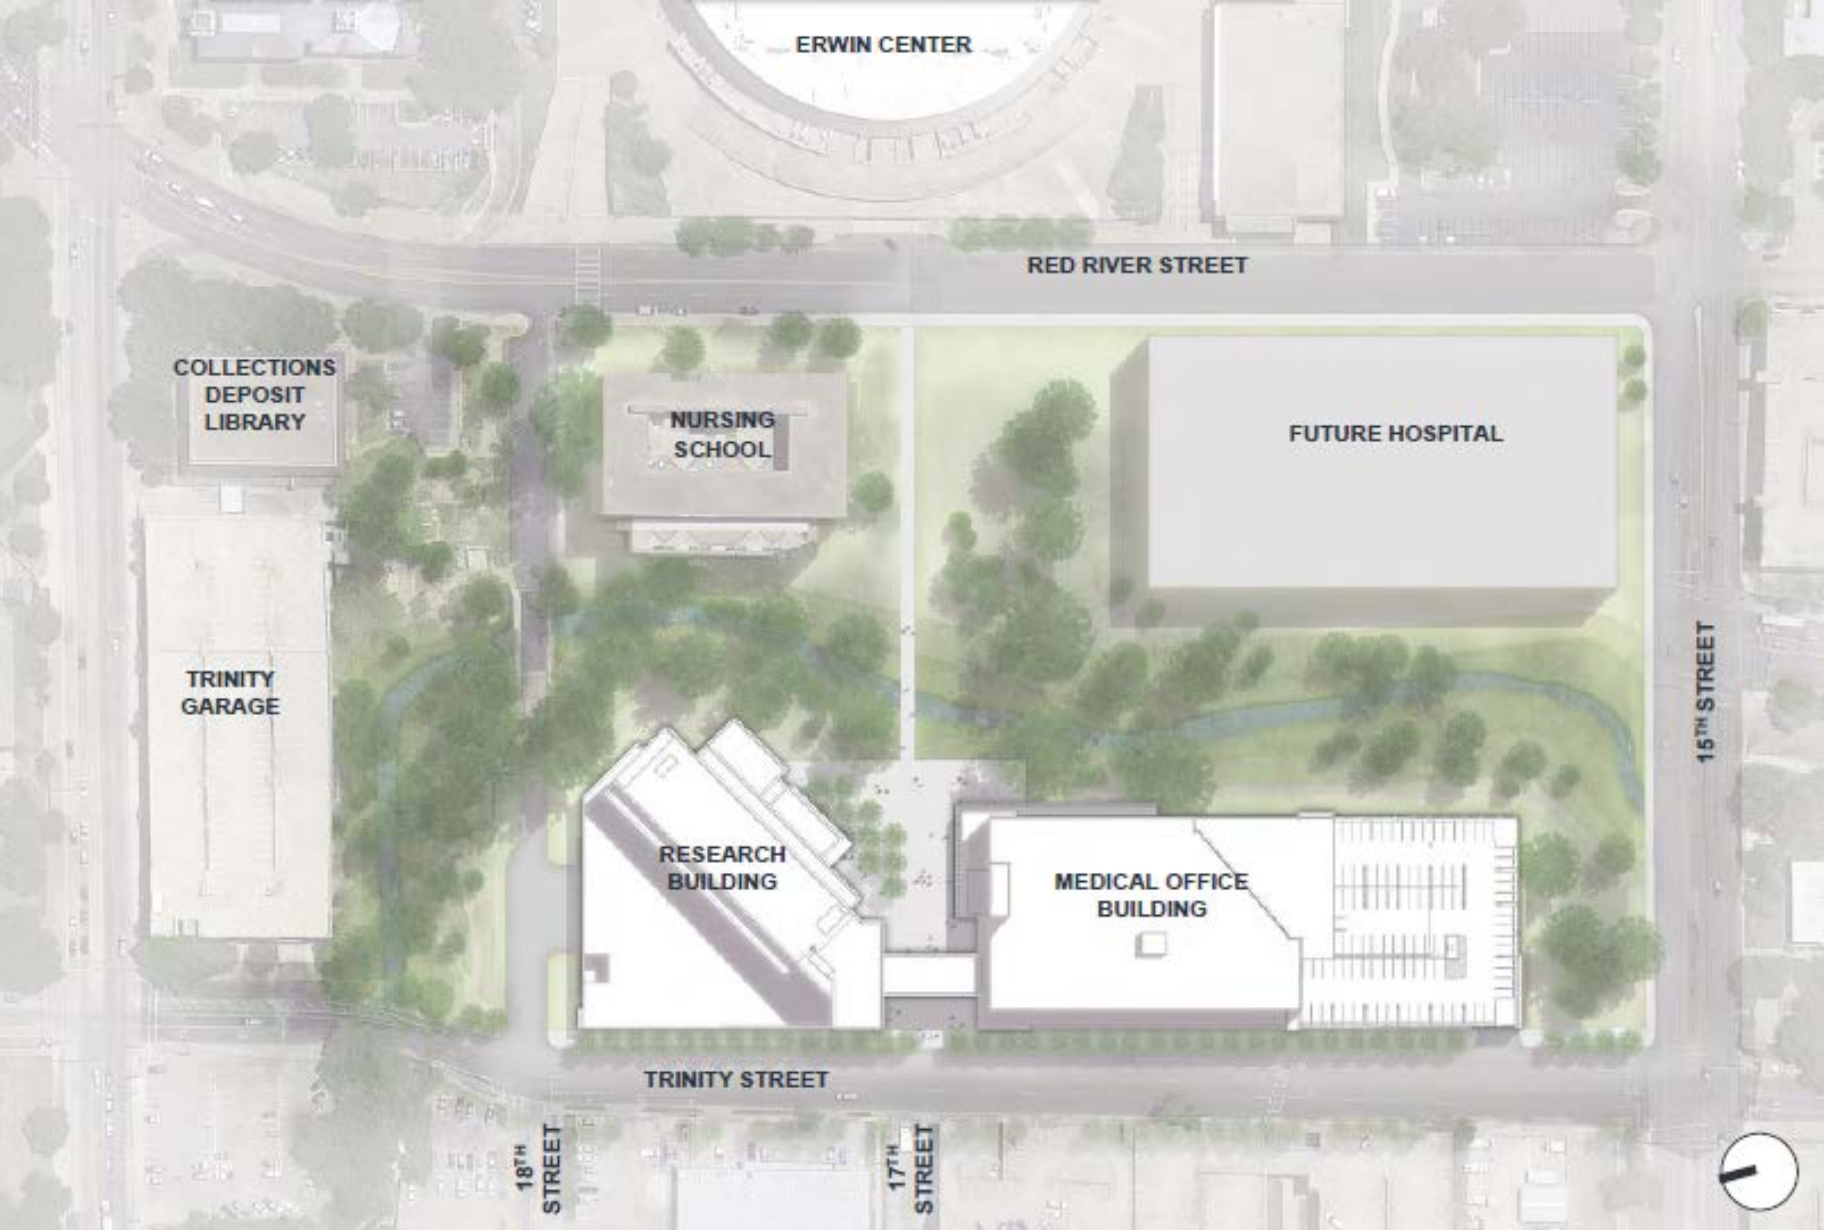 ERWIN CENTER
RED RIVER STREET
COLLECTIONS
DEPOSIT
LIBRARY
NURSING
SCHOOL
FUTURE HOSPITAL
TRINITY
GARAGE
15TH STREET
RESEARCH
BUILDING
MEDICAL OFFICE
BUILDING
TRINITY STREET
18TH
STREET
17TH
STREET